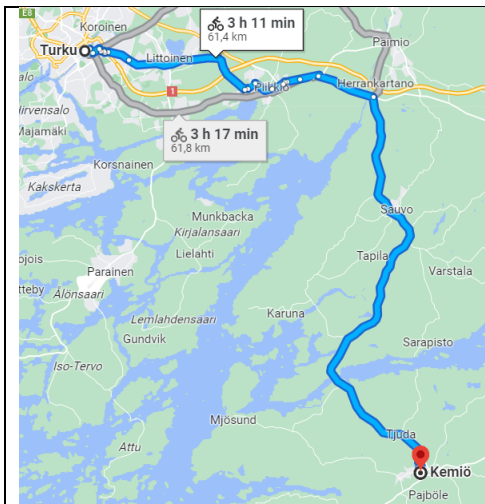 E8
Koroinen
Turku
3 h 11 min
61,4 km
Paimio
Littoinen
1
Piikkiö
Herrankartano
Hirvensalo
Majamäki
3 h 17 min
61,8 km
Korsnainen
Kakskerta
Munkbacka
Sauvo
Kirjalansaari
Lielahti
Tapila
Varstala
Parainen
Ålönsaari
Lemlahdensaari
Karuna
Gundvik
Sarapisto
Iso-Tervo
Mjösund
Attu
Tjuda
Kemiö
Pajböle